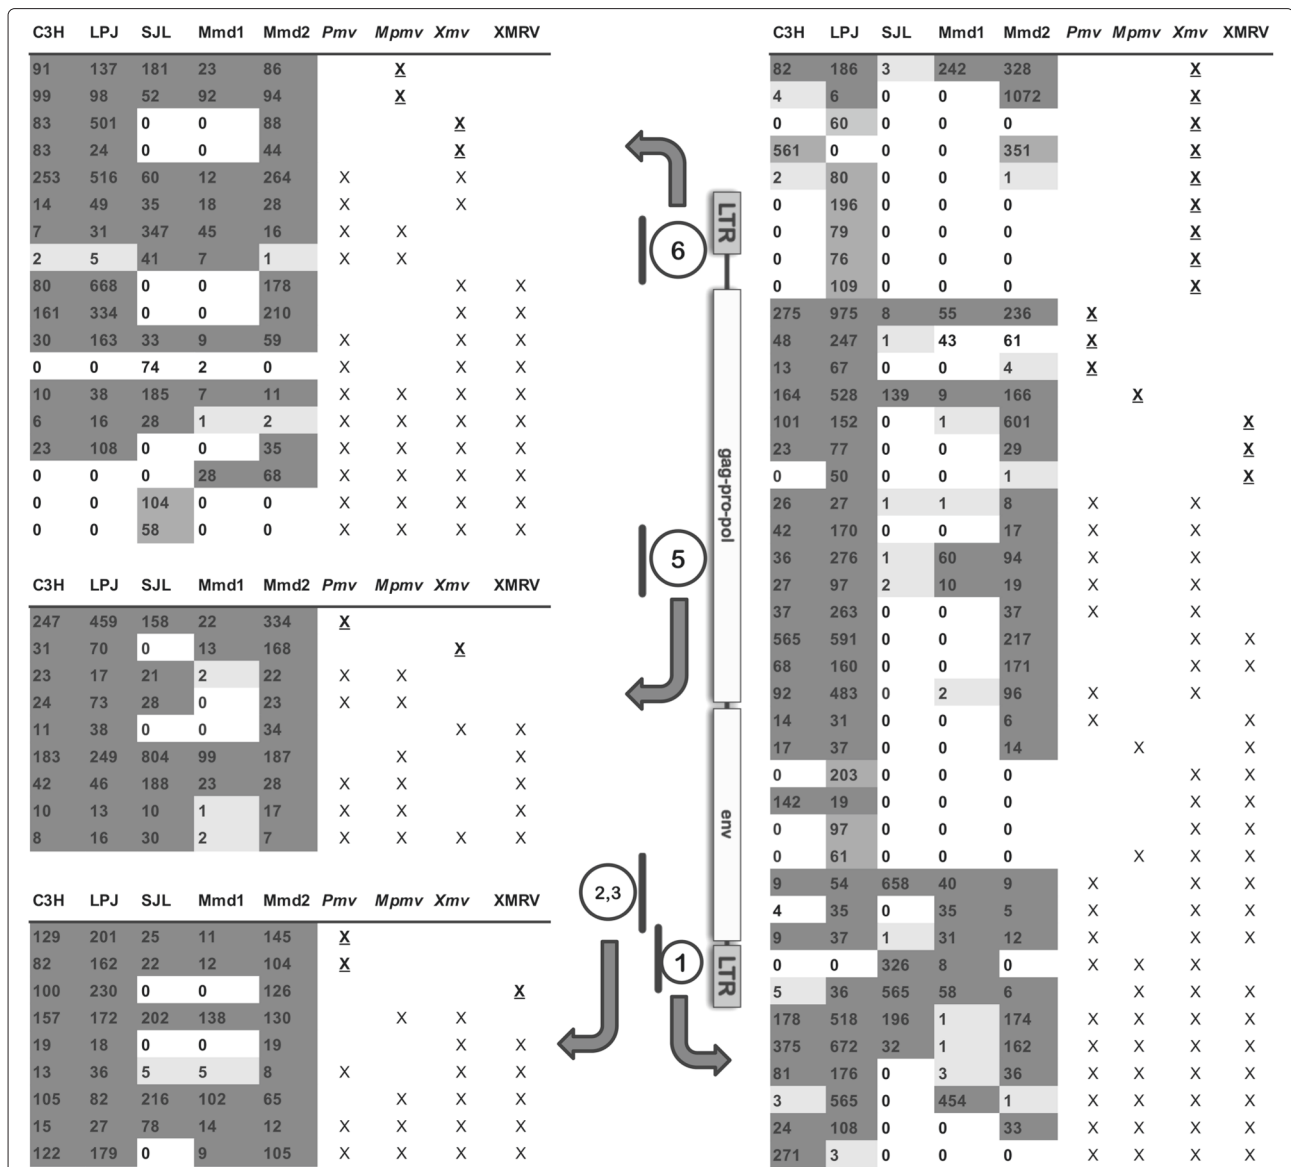 C3H LPJ SJL Mmd1 Mmd2 Pmv Mpmv Xmv XMRV
91 137 181 23 86 X
99 98 52 92 94 X
83 501 0 0 88 X
83 24 0 0 44 X
253 516 60 12 264 X X
14 49 35 18 28 X X
7 31 347 45 16 X X
2 5 41 7 1 X X
80 668 0 0 178 X X
161 334 0 0 210 X X
30 163 33 9 59 X X X
0 0 74 2 0 X X X
10 38 185 7 11 X X X X
6 16 28 1 2 X X X X
23 108 0 0 35 X X X X
0 0 0 28 68 X X X X
0 0 104 0 0 X X X X
0 0 58 0 0 X X X X
C3H LPJ SJL Mmd1 Mmd2 Pmv Mpmv Xmv XMRV
247 459 158 22 334 X
31 70 0 13 168 X
23 17 21 2 22 X X
24 73 28 0 23 X X
11 38 0 0 34 X X
183 249 804 99 187 X X
42 46 188 23 28 X X X
10 13 10 1 17 X X X
8 16 30 2 7 X X X X
C3H LPJ SJL Mmd1 Mmd2 Pmv Mpmv Xmv XMRV
129 201 25 11 145 X
82 162 22 12 104 X
100 230 0 0 126 X
157 172 202 138 130 X X
19 18 0 0 19 X X
13 36 5 5 8 X X X
105 82 216 102 65 X X X
15 27 78 14 12 X X X X
122 179 0 9 105 X X X X
LTR
6
gag-pro-pol
5
env
2,3
1
LTR
C3H LPJ SJL Mmd1 Mmd2 Pmv Mpmv Xmv XMRV
82 186 3 242 328 X
4 6 0 0 1072 X
0 60 0 0 0 X
561 0 0 0 351 X
2 80 0 0 1 X
0 196 0 0 0 X
0 79 0 0 0 X
0 76 0 0 0 X
0 109 0 0 0 X
275 975 8 55 236 X
48 247 1 43 61 X
13 67 0 0 4 X
164 528 139 9 166 X
101 152 0 1 601 X
23 77 0 0 29 X
0 50 0 0 1 X
26 27 1 1 8 X X
42 170 0 0 17 X X
36 276 1 60 94 X X
27 97 2 10 19 X X
37 263 0 0 37 X X
565 591 0 0 217 X X
68 160 0 0 171 X X
92 483 0 2 96 X X
14 31 0 0 6 X X
17 37 0 0 14 X X
0 203 0 0 0 X X
142 19 0 0 0 X X
0 97 0 0 0 X X
0 61 0 0 0 X X X
9 54 658 40 9 X X X
4 35 0 35 5 X X X
9 37 1 31 12 X X X
0 0 326 8 0 X X X
5 36 565 58 6 X X X
178 518 196 1 174 X X X X
375 672 32 1 162 X X X X
81 176 0 3 36 X X X X
3 565 0 454 1 X X X X
24 108 0 0 33 X X X X
271 3 0 0 0 X X X X